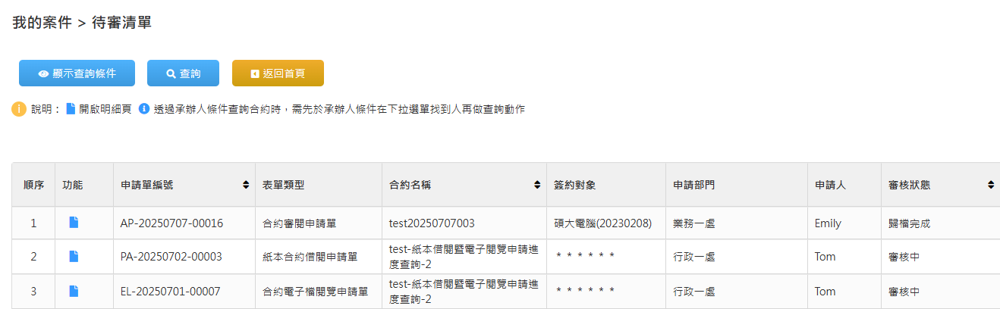 我的案件 > 待審清單
顯示查詢條件 查詢 返回首頁
說明： 開啟明細頁 透過承辦人條件查詢合約時，需先於承辦人條件在下拉選單找到人再做查詢動作
順序 功能 申請單編號 表單類型 合約名稱 簽約對象 申請部門 申請人 審核狀態
1 AP-20250707-00016 合約審閱申請單 test20250707003 碩大電腦(20230208) 業務一處 Emily 歸檔完成
2 PA-20250702-00003 紙本合約借閱申請單 test-紙本借閱暨電子閱覽申請進度查詢-2 ＊＊＊＊＊＊ 行政一處 Tom 審核中
3 EL-20250701-00007 合約電子檔閱覽申請單 test-紙本借閱暨電子閱覽申請進度查詢-2 ＊＊＊＊＊＊ 行政一處 Tom 審核中